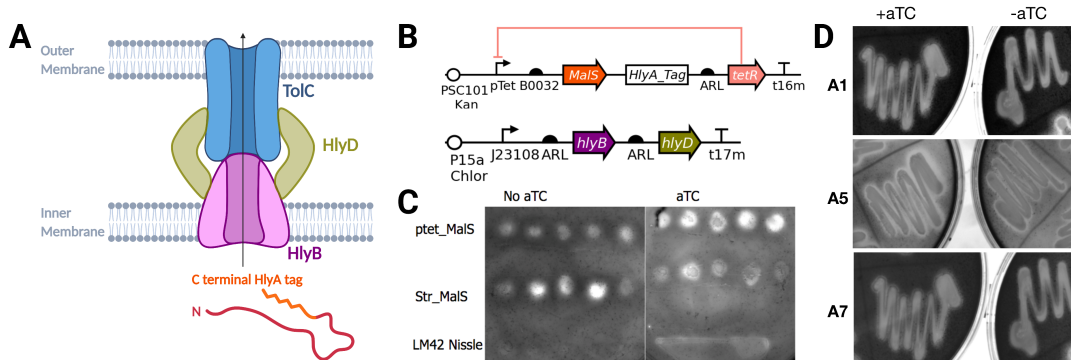 A
Outer
Membrane
TolC
HlyD
Inner
Membrane
HlyB
C terminal HlyA tag
N
B
MalS
HlyA_Tag
tetR
PSC101
Kan
pTet
B0032
ARL
t16m
hlyB
hlyD
P15a
Chlor
J23108
ARL
ARL
t17m
C
No aTC
aTC
ptet_MalS
Str_MalS
LM42 Nissle
D
+aTC
-aTC
A1
A5
A7